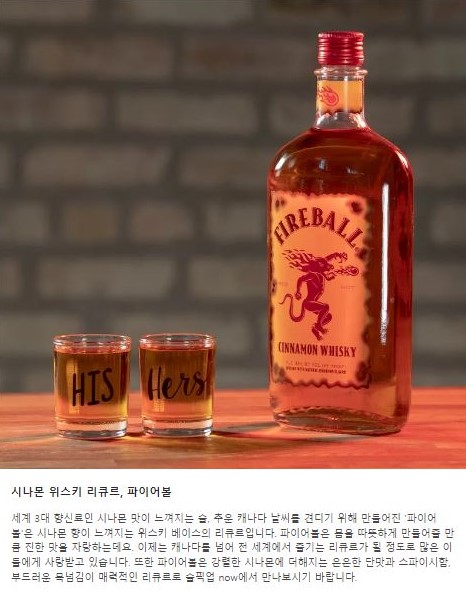 FIREBALL
CINNAMON WHISKY
HIS
Hers
시나몬 위스키 리큐르, 파이어볼
세계 3대 향신료인 시나몬 맛이 느껴지는 술, 추운 캐나다 날씨를 견디기 위해 만들어진 '파이어
볼'은 시나몬 향이 느껴지는 위스키 베이스의 리큐르입니다. 파이어볼은 몸을 따뜻하게 만들어줄 만
큼 진한 맛을 자랑하는데요. 이제는 캐나다를 넘어 전 세계에서 즐기는 리큐르가 될 정도로 많은 이
들에게 사랑받고 있습니다. 또한 파이어볼은 강렬한 시나몬에 더해지는 은은한 단맛과 스파이시함,
부드러운 목넘김이 매력적인 리큐르로 술픽업 now에서 만나보시기 바랍니다.